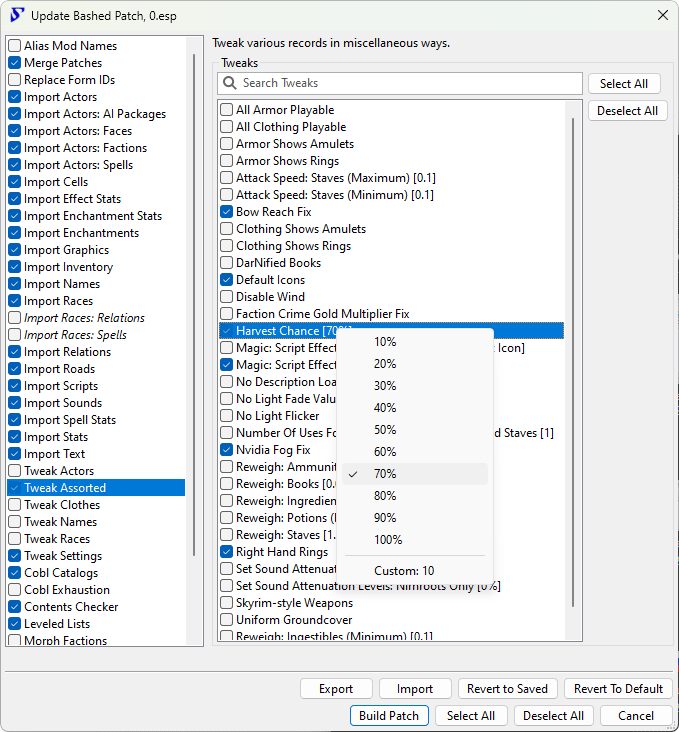 Update Bashed Patch, 0.esp
Alias Mod Names
Merge Patches
Replace Form IDs
Import Actors
Import Actors: AI Packages
Import Actors: Faces
Import Actors: Factions
Import Actors: Spells
Import Cells
Import Effect Stats
Import Enchantment Stats
Import Enchantments
Import Graphics
Import Inventory
Import Names
Import Races
Import Races: Relations
Import Races: Spells
Import Relations
Import Roads
Import Scripts
Import Sounds
Import Spell Stats
Import Stats
Import Text
Tweak Actors
Tweak Assorted
Tweak Clothes
Tweak Names
Tweak Races
Tweak Settings
Cobl Catalogs
Cobl Exhaustion
Contents Checker
Leveled Lists
Morph Factions
Tweak various records in miscellaneous ways.
Tweaks
Search Tweaks
Select All
Deselect All
All Armor Playable
All Clothing Playable
Armor Shows Amulets
Armor Shows Rings
Attack Speed: Staves (Maximum) [0.1]
Attack Speed: Staves (Minimum) [0.1]
Bow Reach Fix
Clothing Shows Amulets
Clothing Shows Rings
DarNified Books
Default Icons
Disable Wind
Faction Crime Gold Multiplier Fix
Harvest Chance [70%]
Magic: Script Effect Icon]
Magic: Script Effect
No Description Loa
No Light Fade Valu
No Light Flicker
Number Of Uses Fo d Staves [1]
Nvidia Fog Fix
Reweigh: Ammunit
Reweigh: Books [0.
Reweigh: Ingredien
Reweigh: Potions (
Reweigh: Staves [1.
Right Hand Rings
Set Sound Attenuat
Set Sound Attenuation Levels: Nirnroots Only [0%]
Skyrim-style Weapons
Uniform Groundcover
Reweigh: Ingestibles (Minimum) [0.1]
10%
20%
30%
40%
50%
60%
70%
80%
90%
100%
Custom: 10
Export
Import
Revert to Saved
Revert To Default
Build Patch
Select All
Deselect All
Cancel